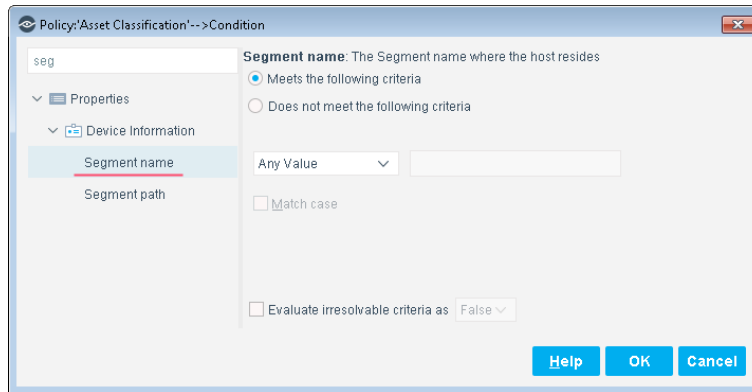 Policy:'Asset Classification'-->Condition
seg
Segment name: The Segment name where the host resides
Meets the following criteria
Properties
Does not meet the following criteria
Device Information
Segment name
Any Value
Segment path
Match case
Evaluate irresolvable criteria as False
Help OK Cancel